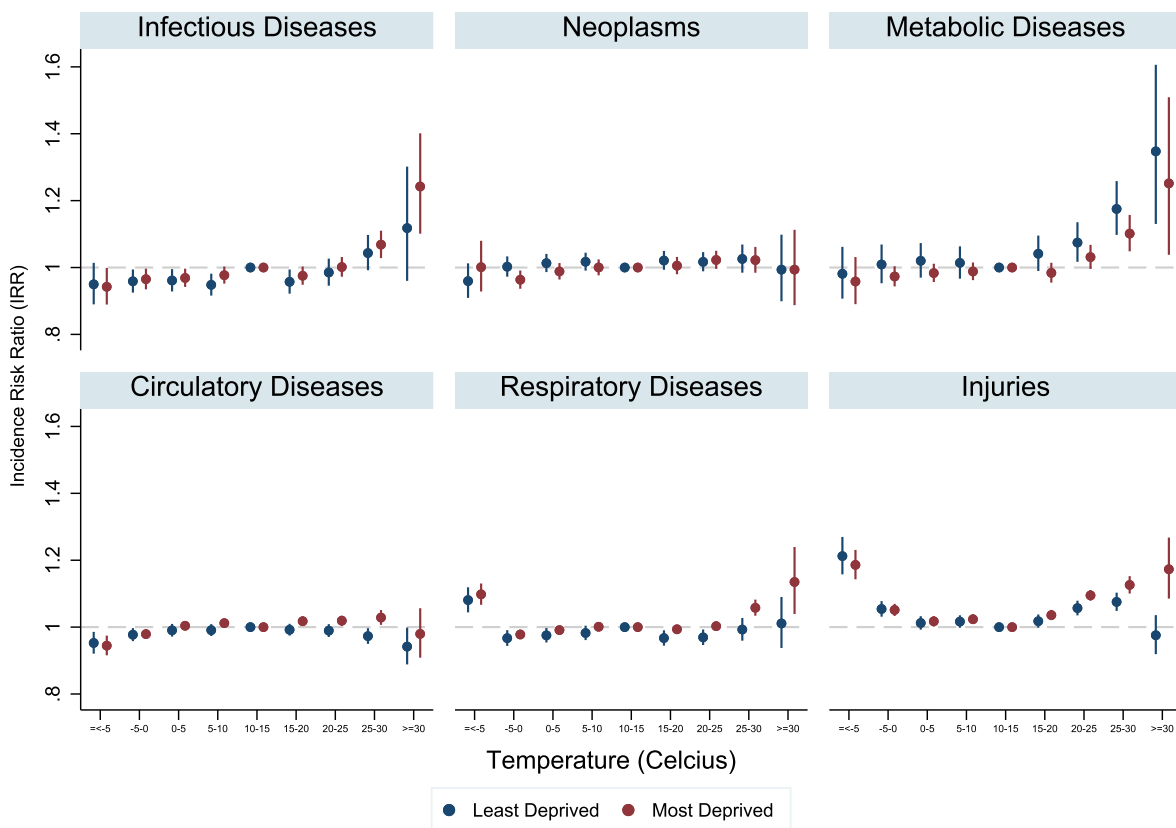 Infectious Diseases Neoplasms Metabolic Diseases
1.6
1.4
1.2
1
.8
Circulatory Diseases Respiratory Diseases Injuries
1.6
1.4
1.2
1
.8
Incidence Risk Ratio (IRR)
=<-5 -5-0 0-5 5-10 10-15 15-20 20-25 25-30 >=30 =<-5 -5-0 0-5 5-10 10-15 15-20 20-25 25-30 >=30 =<-5 -5-0 0-5 5-10 10-15 15-20 20-25 25-30 >=30
Temperature (Celcius)
Least Deprived Most Deprived